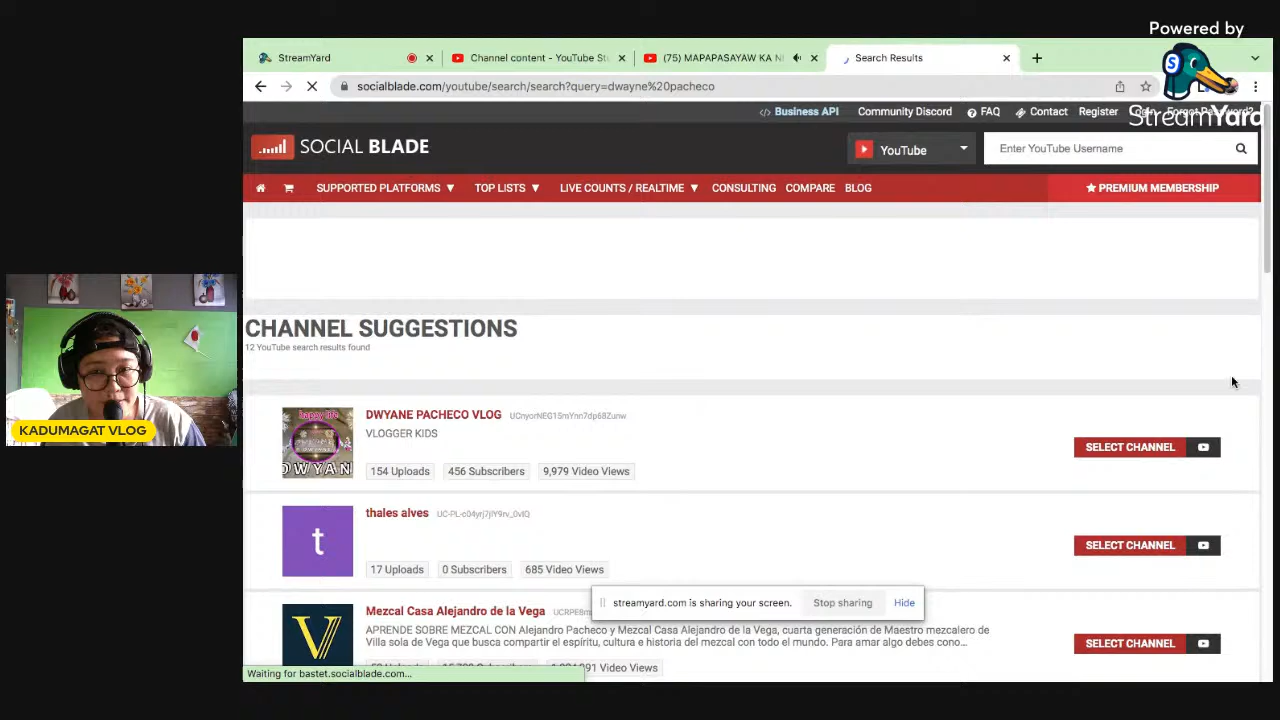 Powered by
StreamYard
StreamYard
Channel content - YouTube St
(75) MAPAPASAYAW KA N
Search Results
socialblade.com/youtube/search/search?query=dwayne%20pacheco
Business API
Community Discord
FAQ
Contact
Register
Forgot Password?
SOCIAL BLADE
YouTube
Enter YouTube Username
SUPPORTED PLATFORMS
TOP LISTS
LIVE COUNTS / REALTIME
CONSULTING
COMPARE
BLOG
PREMIUM MEMBERSHIP
CHANNEL SUGGESTIONS
12 YouTube search results found
DWYANE PACHECO VLOG
VLOGGER KIDS
154 Uploads
456 Subscribers
9,979 Video Views
SELECT CHANNEL
happy life
DWYAN
KADUMAGAT VLOG
thales alves
t
17 Uploads
0 Subscribers
685 Video Views
SELECT CHANNEL
streamyard.com is sharing your screen.
Stop sharing
Hide
Mezcal Casa Alejandro de la Vega
APRENDE SOBRE MEZCAL CON Alejandro Pacheco y Mezcal Casa Alejandro de la Vega, cuarta generación de Maestro mezcalero de
Villa sola de Vega que busca compartir el espíritu, cultura e historia del mezcal con todo el mundo. Para amar algo debes cono...
Video Views
SELECT CHANNEL
Waiting for bastet.socialblade.com...